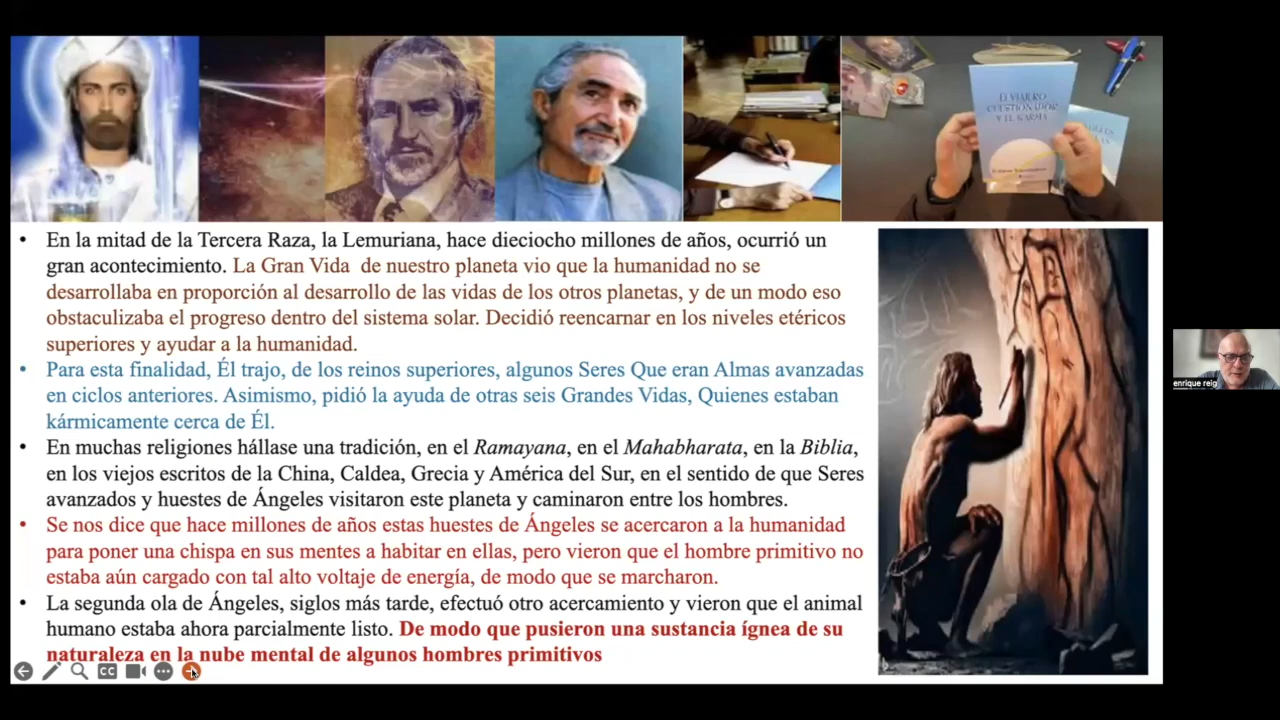 EL VIAJERO
CUESTIONADOR
Y EL KARMA
• En la mitad de la Tercera Raza, la Lemuriana, hace dieciocho millones de años, ocurrió un
gran acontecimiento. La Gran Vida de nuestro planeta vio que la humanidad no se
desarrollaba en proporción al desarrollo de las vidas de los otros planetas, y de un modo eso
obstaculizaba el progreso dentro del sistema solar. Decidió reencarnar en los niveles etéricos
superiores y ayudar a la humanidad.
• Para esta finalidad, Él trajo, de los reinos superiores, algunos Seres Que eran Almas avanzadas
en ciclos anteriores. Asimismo, pidió la ayuda de otras seis Grandes Vidas, Quienes estaban
kármicamente cerca de Él.
• En muchas religiones hállase una tradición, en el Ramayana, en el Mahabharata, en la Biblia,
en los viejos escritos de la China, Caldea, Grecia y América del Sur, en el sentido de que Seres
avanzados y huestes de Ángeles visitaron este planeta y caminaron entre los hombres.
• Se nos dice que hace millones de años estas huestes de Ángeles se acercaron a la humanidad
para poner una chispa en sus mentes a habitar en ellas, pero vieron que el hombre primitivo no
estaba aún cargado con tal alto voltaje de energía, de modo que se marcharon.
• La segunda ola de Ángeles, siglos más tarde, efectuó otro acercamiento y vieron que el animal
humano estaba ahora parcialmente listo. De modo que pusieron una sustancia ígnea de su
naturaleza en la nube mental de algunos hombres primitivos
CC
enrique reig